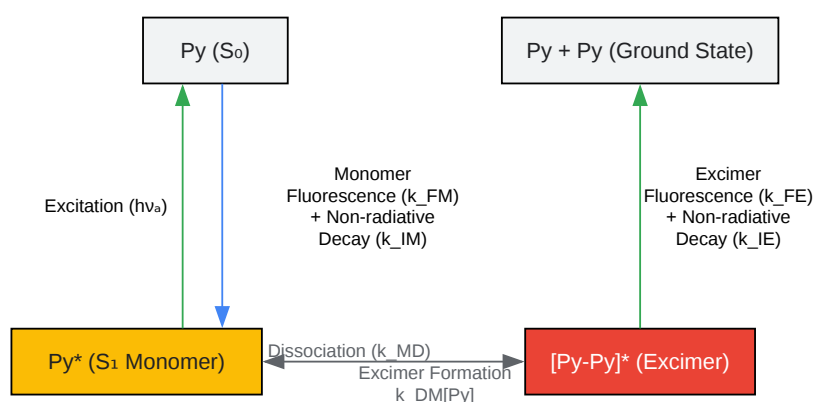 Py (S₀)
Py + Py (Ground State)
Excitation (hνₐ)
Monomer
Fluorescence (k_FM)
+ Non-radiative
Decay (k_IM)
Excimer
Fluorescence (k_FE)
+ Non-radiative
Decay (k_IE)
Py* (S₁ Monomer)
Dissociation (k_MD)
Excimer Formation
k_DM[Py]
[Py-Py]* (Excimer)